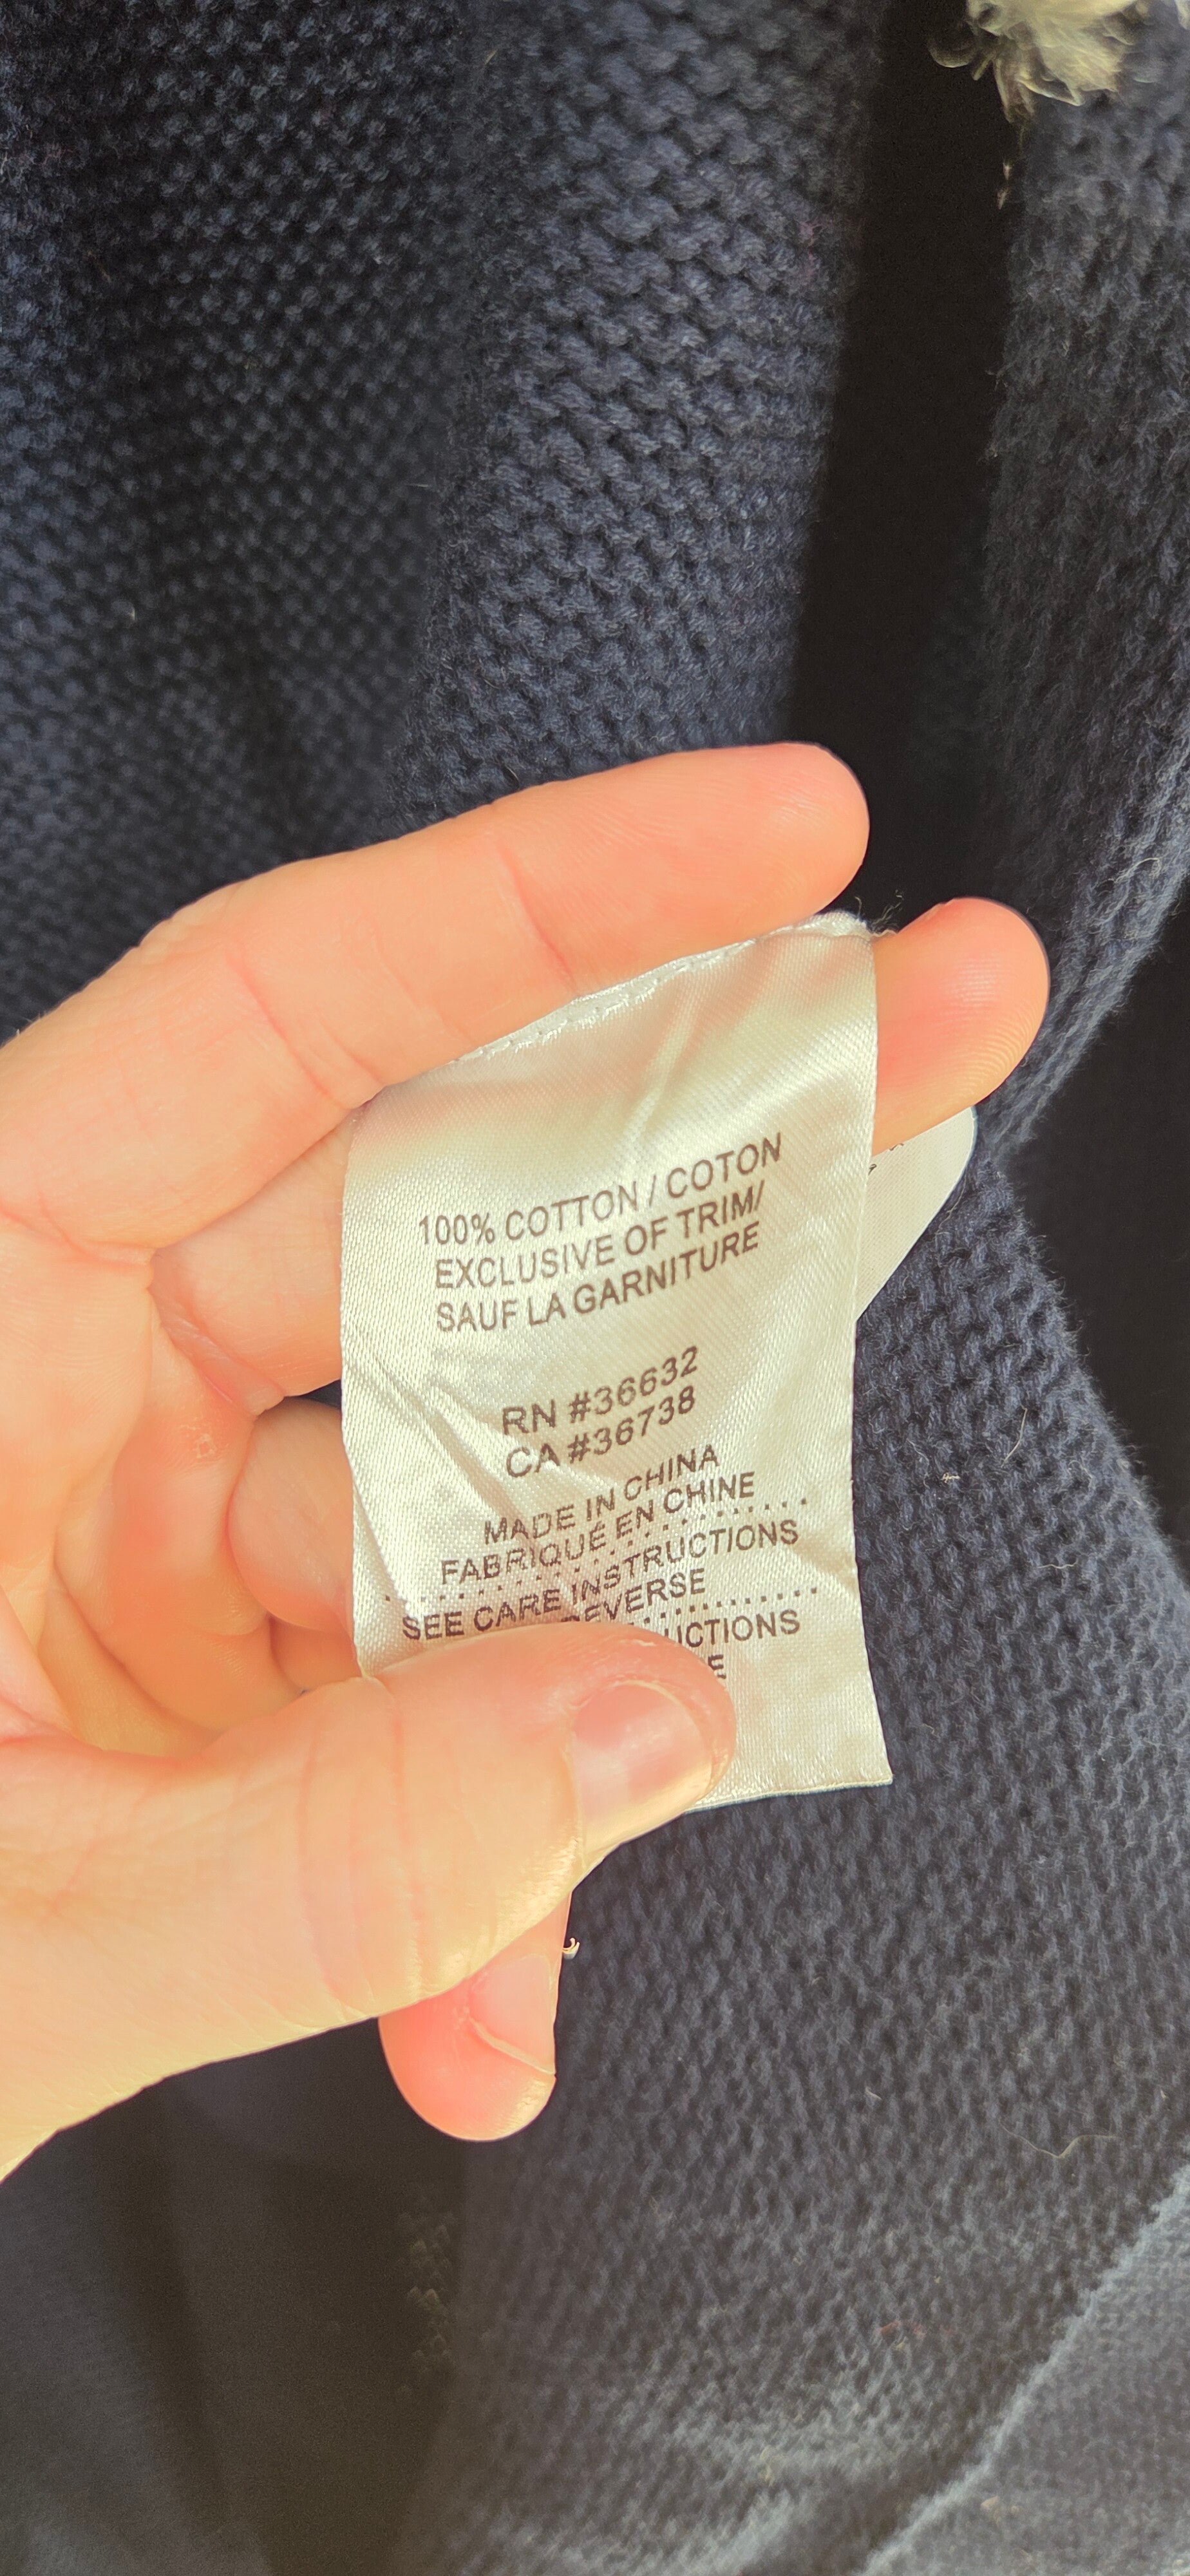 100% COTTON / COTON
EXCLUSIVE OF TRIM/
SAUF LA GARNITURE
RN #36632
CA #36738
MADE IN CHINA
FABRIQUÉ EN CHINE
SEE CARE INSTRUCTIONS